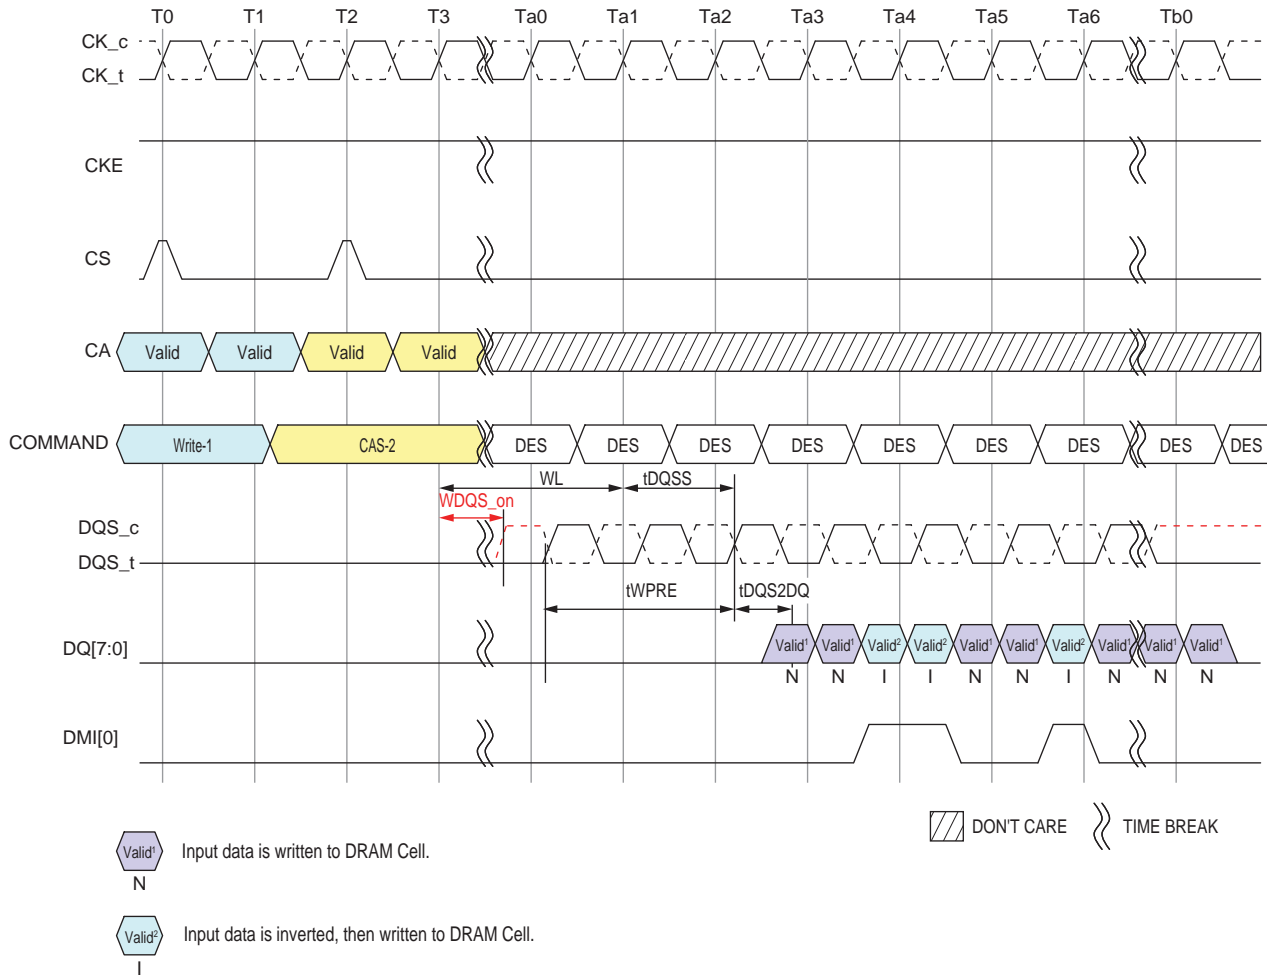 T0 T1 T2 T3 Ta0 Ta1 Ta2 Ta3 Ta4 Ta5 Ta6 Tb0
CK_c
CK_t
CKE
CS
CA Valid Valid Valid Valid
COMMAND Write-1 CAS-2 DES DES DES DES DES DES DES DES DES
WL tDQSS
WDQS_on
DQS_c
DQS_t
tWPRE tDQS2DQ
DQ[7:0] Valid¹ Valid¹ Valid² Valid² Valid¹ Valid¹ Valid² Valid¹ Valid¹ Valid¹
N N I I N N I N N N
DMI[0]
DON'T CARE TIME BREAK
Valid¹ Input data is written to DRAM Cell.
N
Valid² Input data is inverted, then written to DRAM Cell.
I